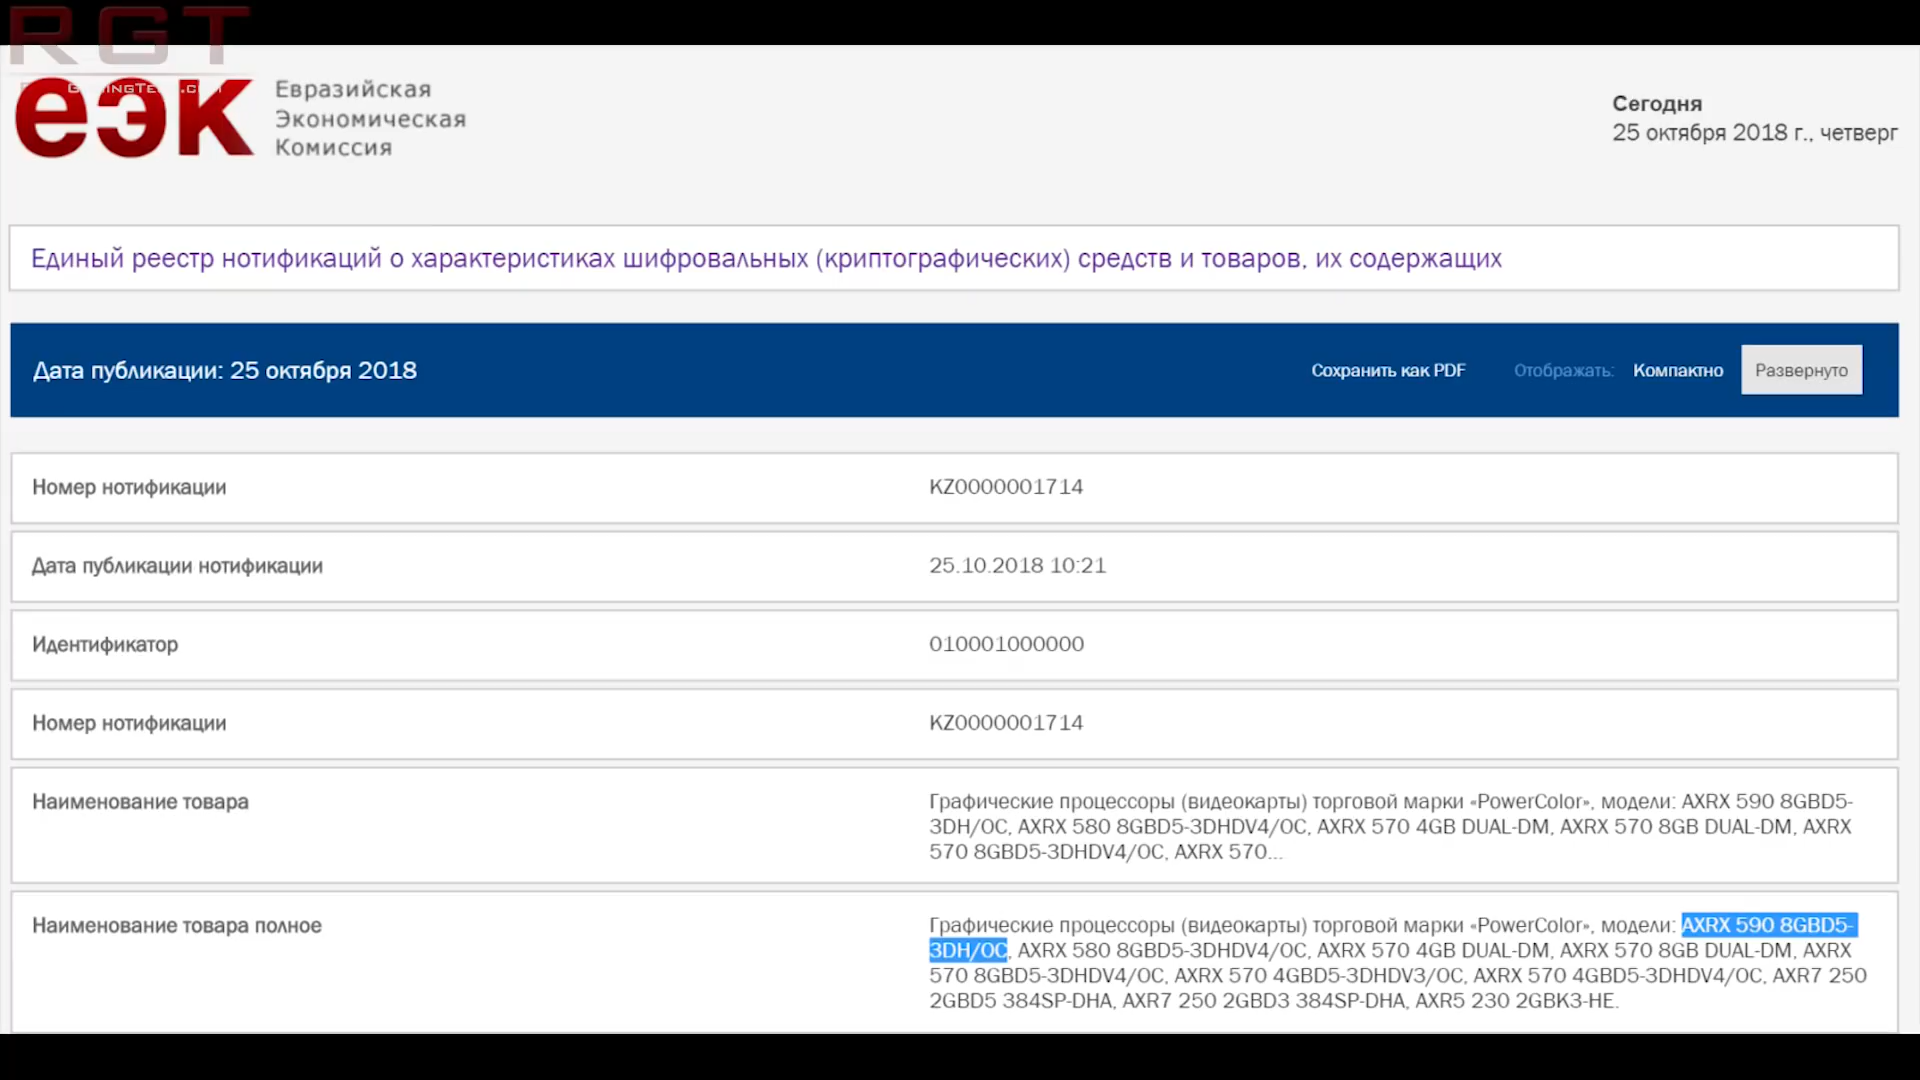 RGT
еэк
Евразийская
Экономическая
Комиссия
Сегодня
25 октября 2018 г., четверг
Единый реестр нотификаций о характеристиках шифровальных (криптографических) средств и товаров, их содержащих
Дата публикации: 25 октября 2018
Сохранить как PDF
Отображать:
Компактно
Развернуто
Номер нотификации
KZ0000001714
Дата публикации нотификации
25.10.2018 10:21
Идентификатор
010001000000
Номер нотификации
KZ0000001714
Наименование товара
Графические процессоры (видеокарты) торговой марки «PowerColor», модели: AXRX 590 8GBD5-
3DH/OC, AXRX 580 8GBD5-3DHDV4/OC, AXRX 570 4GB DUAL-DM, AXRX 570 8GB DUAL-DM, AXRX
570 8GBD5-3DHDV4/OC, AXRX 570...
Наименование товара полное
Графические процессоры (видеокарты) торговой марки «PowerColor», модели: AXRX 590 8GBD5-
3DH/OC, AXRX 580 8GBD5-3DHDV4/OC, AXRX 570 4GB DUAL-DM, AXRX 570 8GB DUAL-DM, AXRX
570 8GBD5-3DHDV4/OC, AXRX 570 4GBD5-3DHDV3/OC, AXRX 570 4GBD5-3DHDV4/OC, AXR7 250
2GBD5 384SP-DHA, AXR7 250 2GBD3 384SP-DHA, AXR5 230 2GBK3-HE.